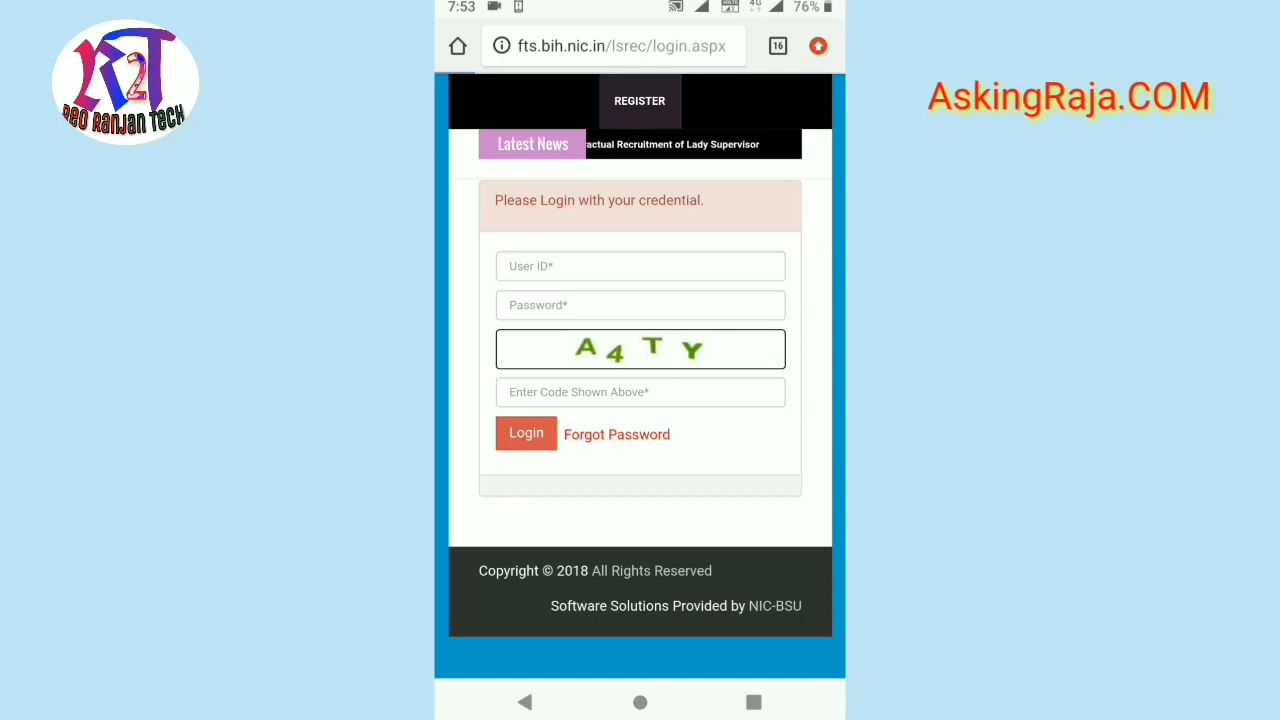 7:53
4G
76%
fts.bih.nic.in/lsrec/login.aspx
16
R2T
REO RANJAN TECH
AskingRaja.COM
REGISTER
Latest News
actual Recruitment of Lady Supervisor
Please Login with your credential.
User ID*
Password*
A4TY
Enter Code Shown Above*
Login Forgot Password
Copyright © 2018 All Rights Reserved
Software Solutions Provided by NIC-BSU